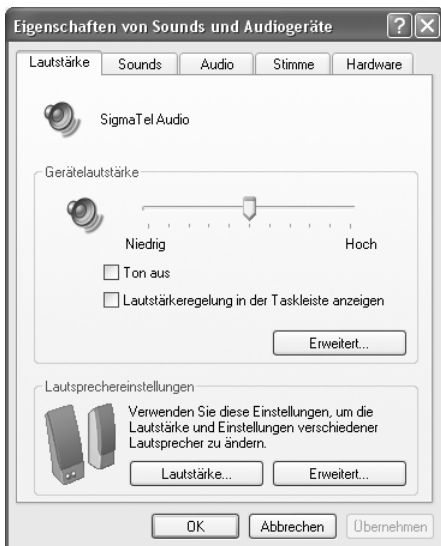 Eigenschaften von Sounds und Audiogeräte
Lautstärke Sounds Audio Stimme Hardware
SigmaTel Audio
Gerätelautstärke
Niedrig Hoch
Ton aus
Lautstärkeregelung in der Taskleiste anzeigen
Erweitert...
Lautsprechereinstellungen
Verwenden Sie diese Einstellungen, um die
Lautstärke und Einstellungen verschiedener
Lautsprecher zu ändern.
Lautstärke... Erweitert...
OK Abbrechen Übernehmen